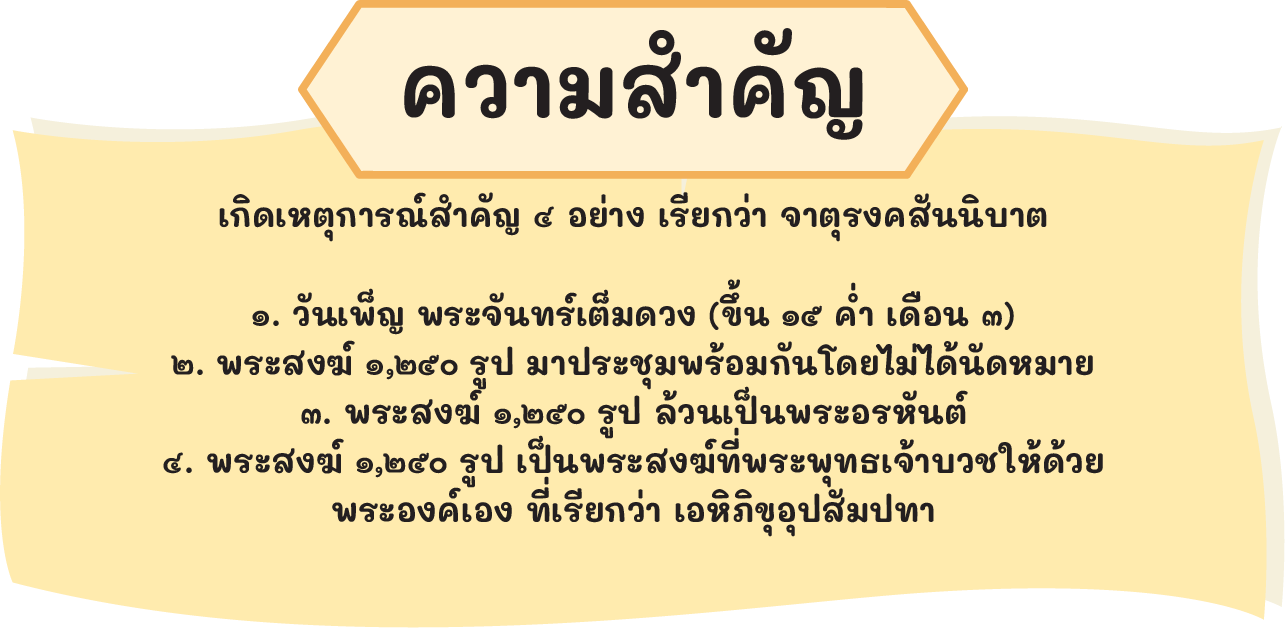 ความสำคัญ
เกิดเหตุการณ์สำคัญ ๔ อย่าง เรียกว่า จาตุรงคสันนิบาต
๑. วันเพ็ญ พระจันทร์เต็มดวง (ขึ้น ๑๕ ค่ำ เดือน ๓)
๒. พระสงฆ์ ๑,๒๕๐ รูป มาประชุมพร้อมกันโดยไม่ได้นัดหมาย
๓. พระสงฆ์ ๑,๒๕๐ รูป ล้วนเป็นพระอรหันต์
๔. พระสงฆ์ ๑,๒๕๐ รูป เป็นพระสงฆ์ที่พระพุทธเจ้าบวชให้ด้วย
พระองค์เอง ที่เรียกว่า เอหิภิขุอุปสัมปทา